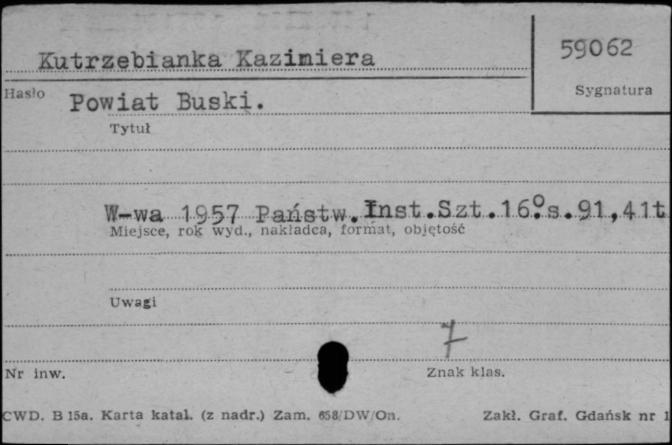 Kutrzebianka Kazimiera
59062
Hasło
Sygnatura
Powiat Buski.
Tytuł
W-wa 1957 Państw.Inst.Szt.16.°s.91,41t
Miejsce, rok wyd., nakładca, format, objętość
Uwagi
7
Nr inw.
Znak klas.
CWD. B 15a. Karta katal. (z nadr.) Zam. 658/DW/On.
Zakł. Graf. Gdańsk nr 1